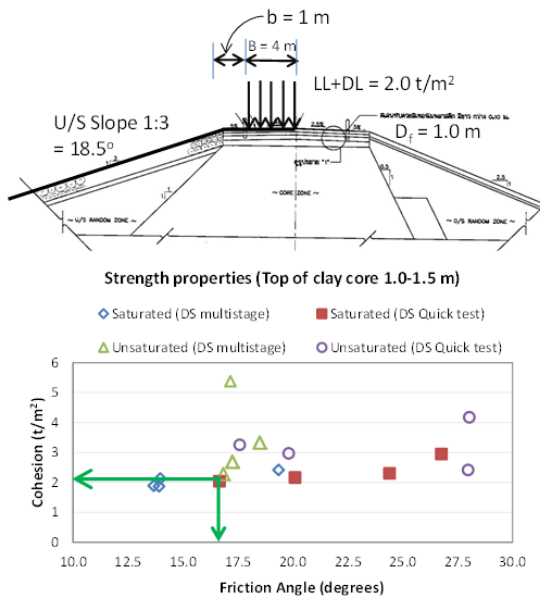 b = 1 m
B = 4 m
LL+DL = 2.0 t/m²
U/S Slope 1:3
= 18.5°
D_f = 1.0 m
2.5
~ CORE ZONE ~
~ U/S RANDOM ZONE ~
~ D/S RANDOM ZONE ~
Strength properties (Top of clay core 1.0-1.5 m)
Saturated (DS multistage)
Saturated (DS Quick test)
Unsaturated (DS multistage)
Unsaturated (DS Quick test)
6
5
4
3
2
1
0
Cohesion (t/m²)
10.0 12.5 15.0 17.5 20.0 22.5 25.0 27.5 30.0
Friction Angle (degrees)